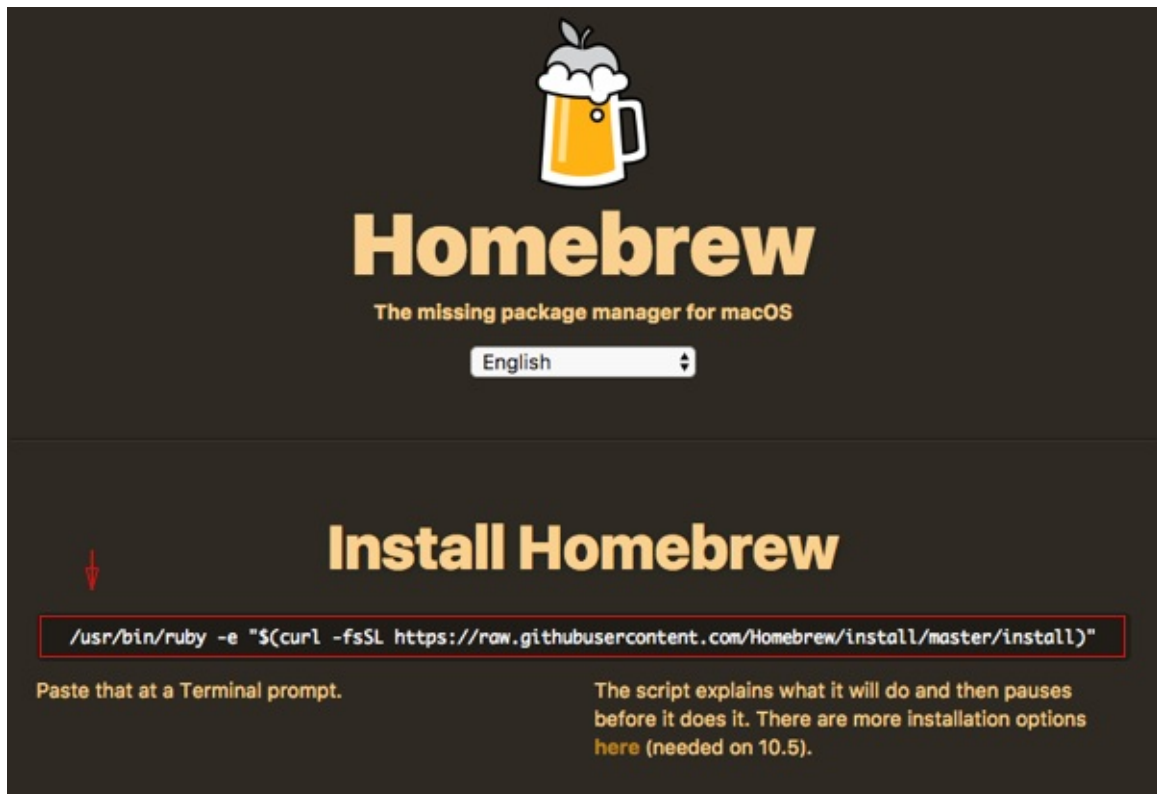 Homebrew
The missing package manager for macOS
English
Install Homebrew
/usr/bin/ruby -e "$(curl -fsSL https://raw.githubusercontent.com/Homebrew/install/master/install)"
Paste that at a Terminal prompt.
The script explains what it will do and then pauses
before it does it. There are more installation options
here (needed on 10.5).